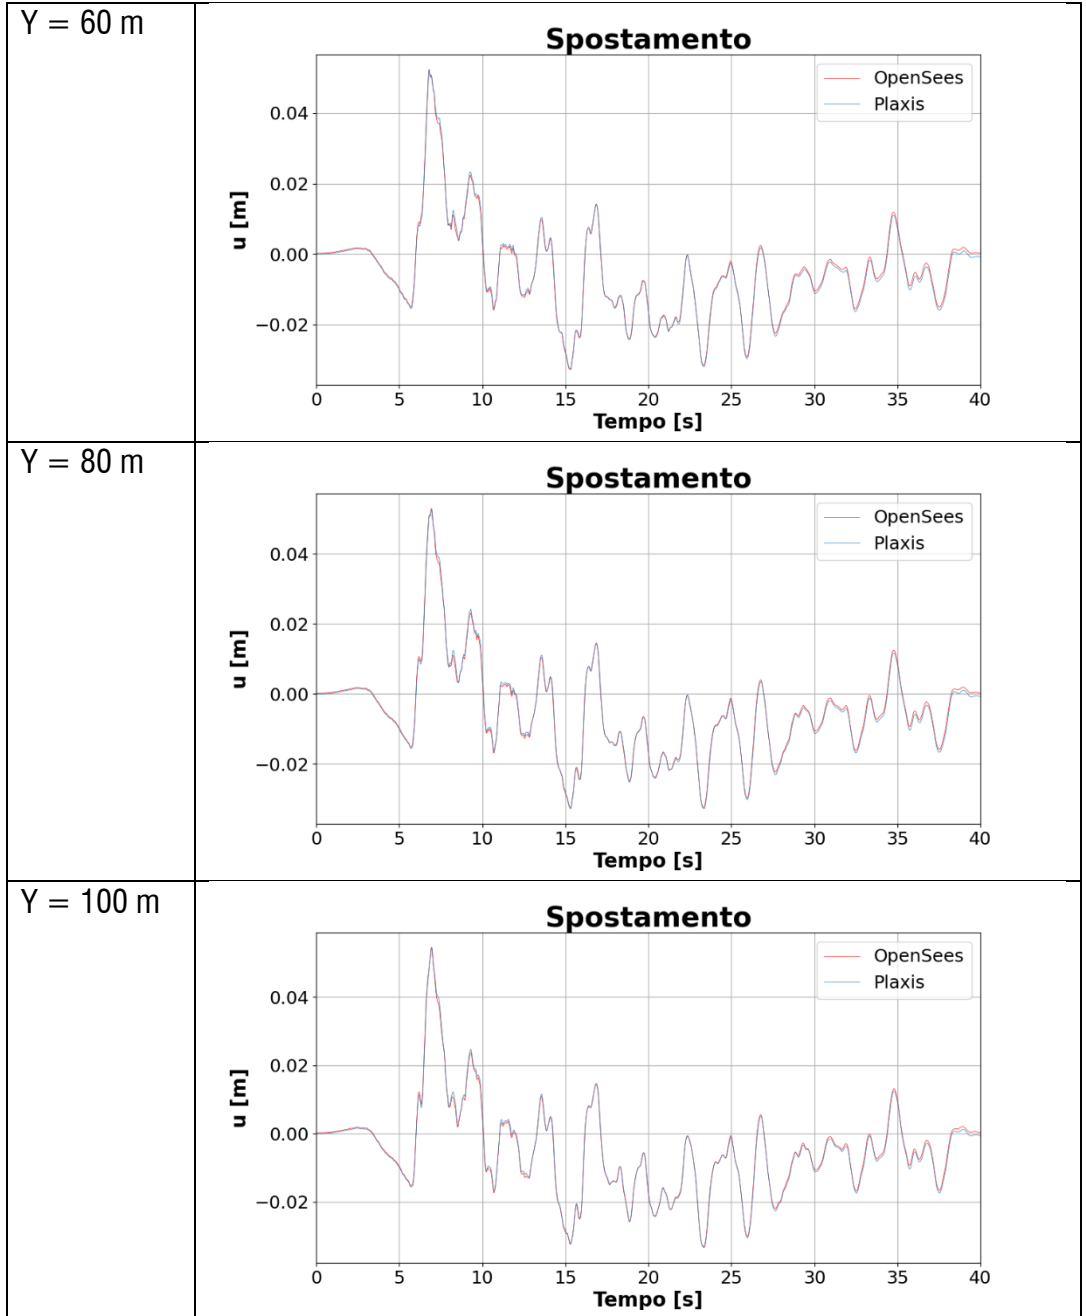 Y = 60 m
Spostamento
OpenSees
Plaxis
0.04
0.02
0.00
−0.02
u [m]
0 5 10 15 20 25 30 35 40
Tempo [s]
Y = 80 m
Spostamento
OpenSees
Plaxis
0.04
0.02
0.00
−0.02
u [m]
0 5 10 15 20 25 30 35 40
Tempo [s]
Y = 100 m
Spostamento
OpenSees
Plaxis
0.04
0.02
0.00
−0.02
u [m]
0 5 10 15 20 25 30 35 40
Tempo [s]